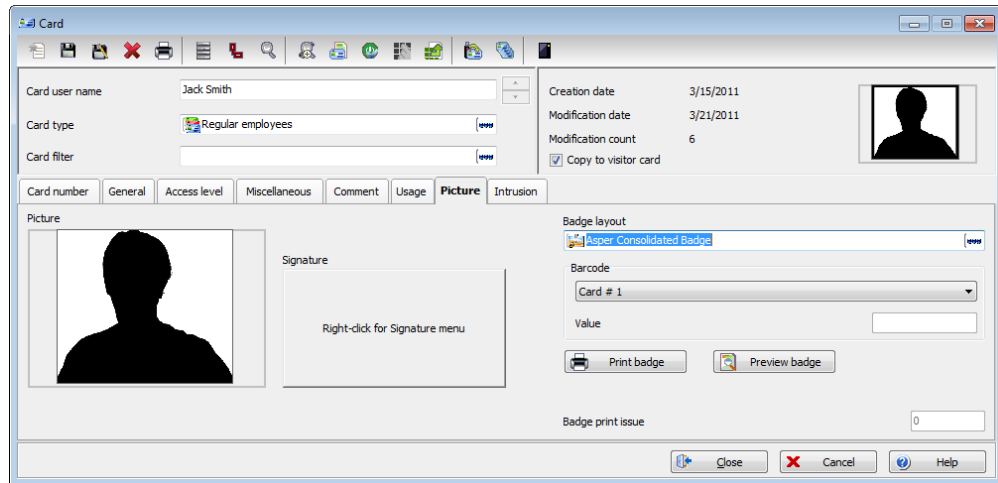 Card
Card user name
Jack Smith
Card type
Regular employees
Card filter
Creation date 3/15/2011
Modification date 3/21/2011
Modification count 6
Copy to visitor card
Card number General Access level Miscellaneous Comment Usage Picture Intrusion
Picture
Signature
Right-click for Signature menu
Badge layout
Asper Consolidated Badge
Barcode
Card # 1
Value
Print badge Preview badge
Badge print issue 0
Close Cancel Help